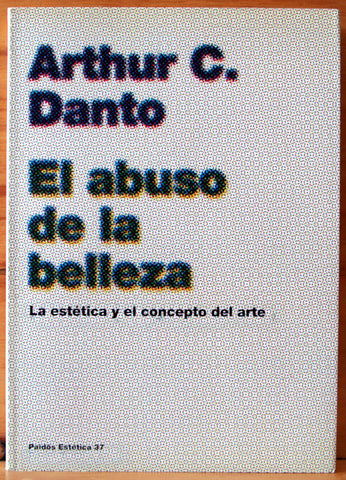 Arthur C.
Danto
El abuso
de la
belleza
La estética y el concepto del arte
Paidós Estética 37